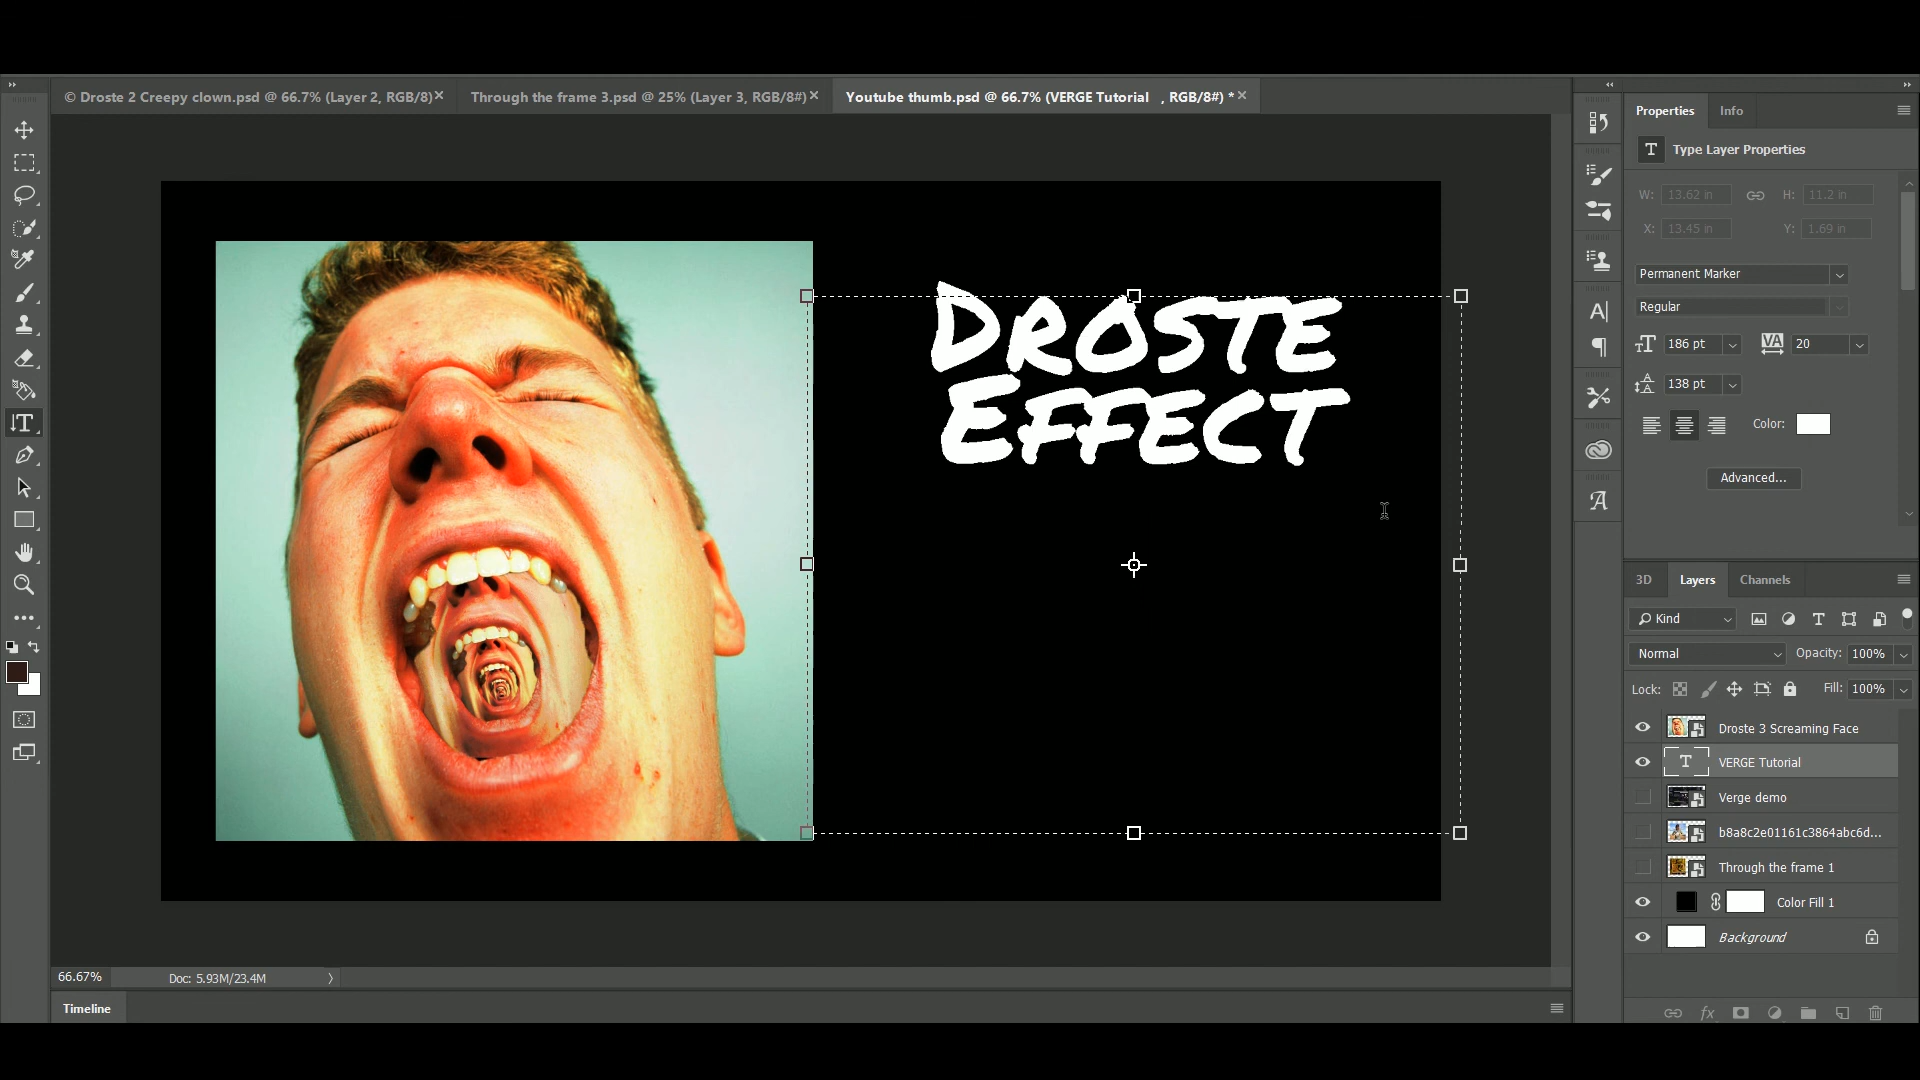 © Droste 2 Creepy clown.psd @ 66.7% (Layer 2, RGB/8)
Through the frame 3.psd @ 25% (Layer 3, RGB/8#)
Youtube thumb.psd @ 66.7% (VERGE Tutorial , RGB/8#) *
Properties
Info
T Type Layer Properties
W: 13.62 in
H: 11.2 in
X: 13.45 in
Y: 1.69 in
Permanent Marker
Regular
186 pt
VA 20
138 pt
Color:
Advanced...
DROSTE
EFFECT
3D
Layers
Channels
Kind
Normal
Opacity: 100%
Lock:
Fill: 100%
Droste 3 Screaming Face
T VERGE Tutorial
Verge demo
b8a8c2e01161c3864abc6d...
Through the frame 1
Color Fill 1
Background
fx
66.67%
Doc: 5.93M/23.4M
Timeline